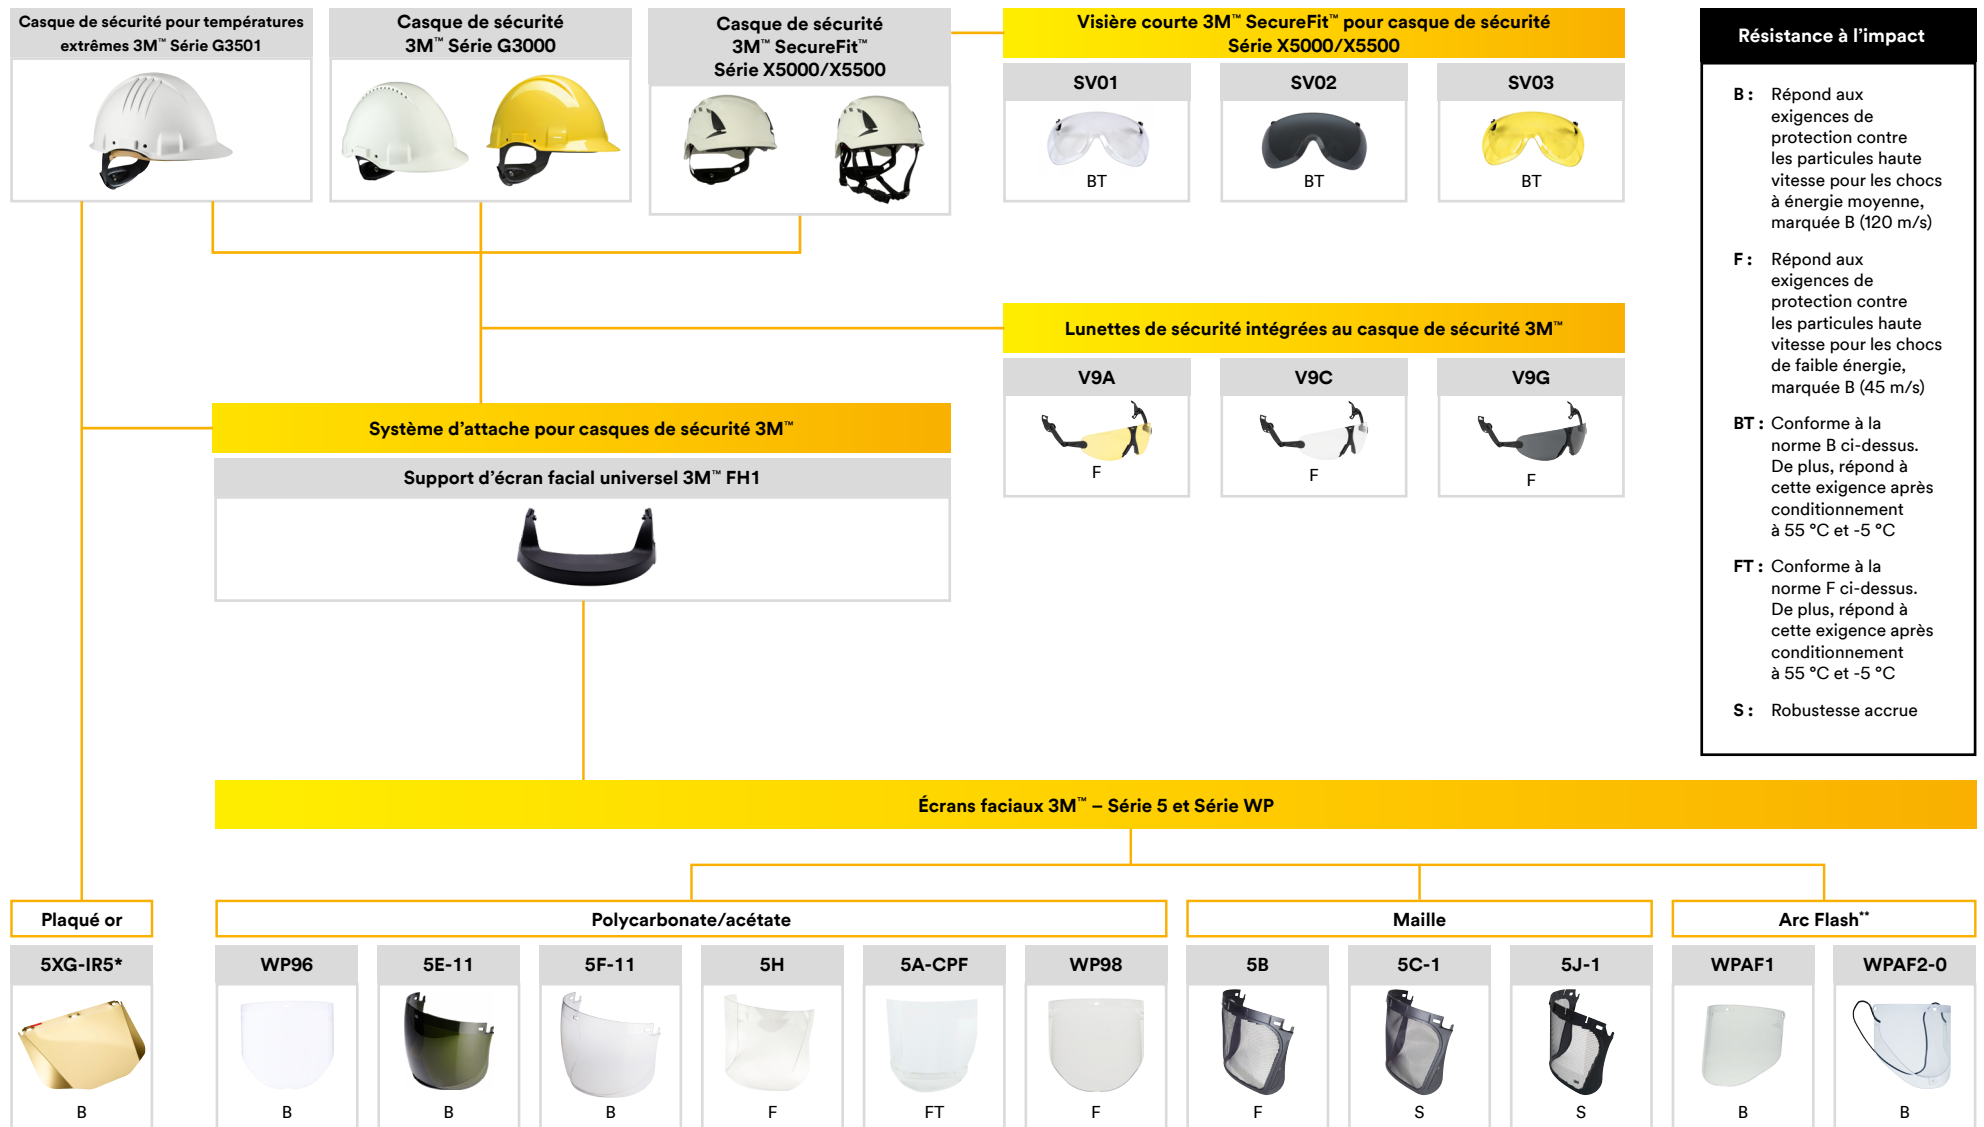 Casque de sécurité pour températures
extrêmes 3M™ Série G3501
Casque de sécurité
3M™ Série G3000
Casque de sécurité
3M™ SecureFit™
Série X5000/X5500
Visière courte 3M™ SecureFit™ pour casque de sécurité
Série X5000/X5500
SV01
SV02
SV03
BT
BT
BT
Lunettes de sécurité intégrées au casque de sécurité 3M™
V9A
V9C
V9G
F
F
F
Système d'attache pour casques de sécurité 3M™
Support d'écran facial universel 3M™ FH1
Résistance à l'impact
B : Répond aux
exigences de
protection contre
les particules haute
vitesse pour les chocs
à énergie moyenne,
marquée B (120 m/s)
F : Répond aux
exigences de
protection contre
les particules haute
vitesse pour les chocs
de faible énergie,
marquée B (45 m/s)
BT : Conforme à la
norme B ci-dessus.
De plus, répond à
cette exigence après
conditionnement
à 55 °C et -5 °C
FT : Conforme à la
norme F ci-dessus.
De plus, répond à
cette exigence après
conditionnement
à 55 °C et -5 °C
S : Robustesse accrue
Écrans faciaux 3M™ – Série 5 et Série WP
Plaqué or
Polycarbonate/acétate
Maille
Arc Flash**
5XG-IR5*
WP96
5E-11
5F-11
5H
5A-CPF
WP98
5B
5C-1
5J-1
WPAF1
WPAF2-0
B
B
B
B
F
FT
F
F
S
S
B
B